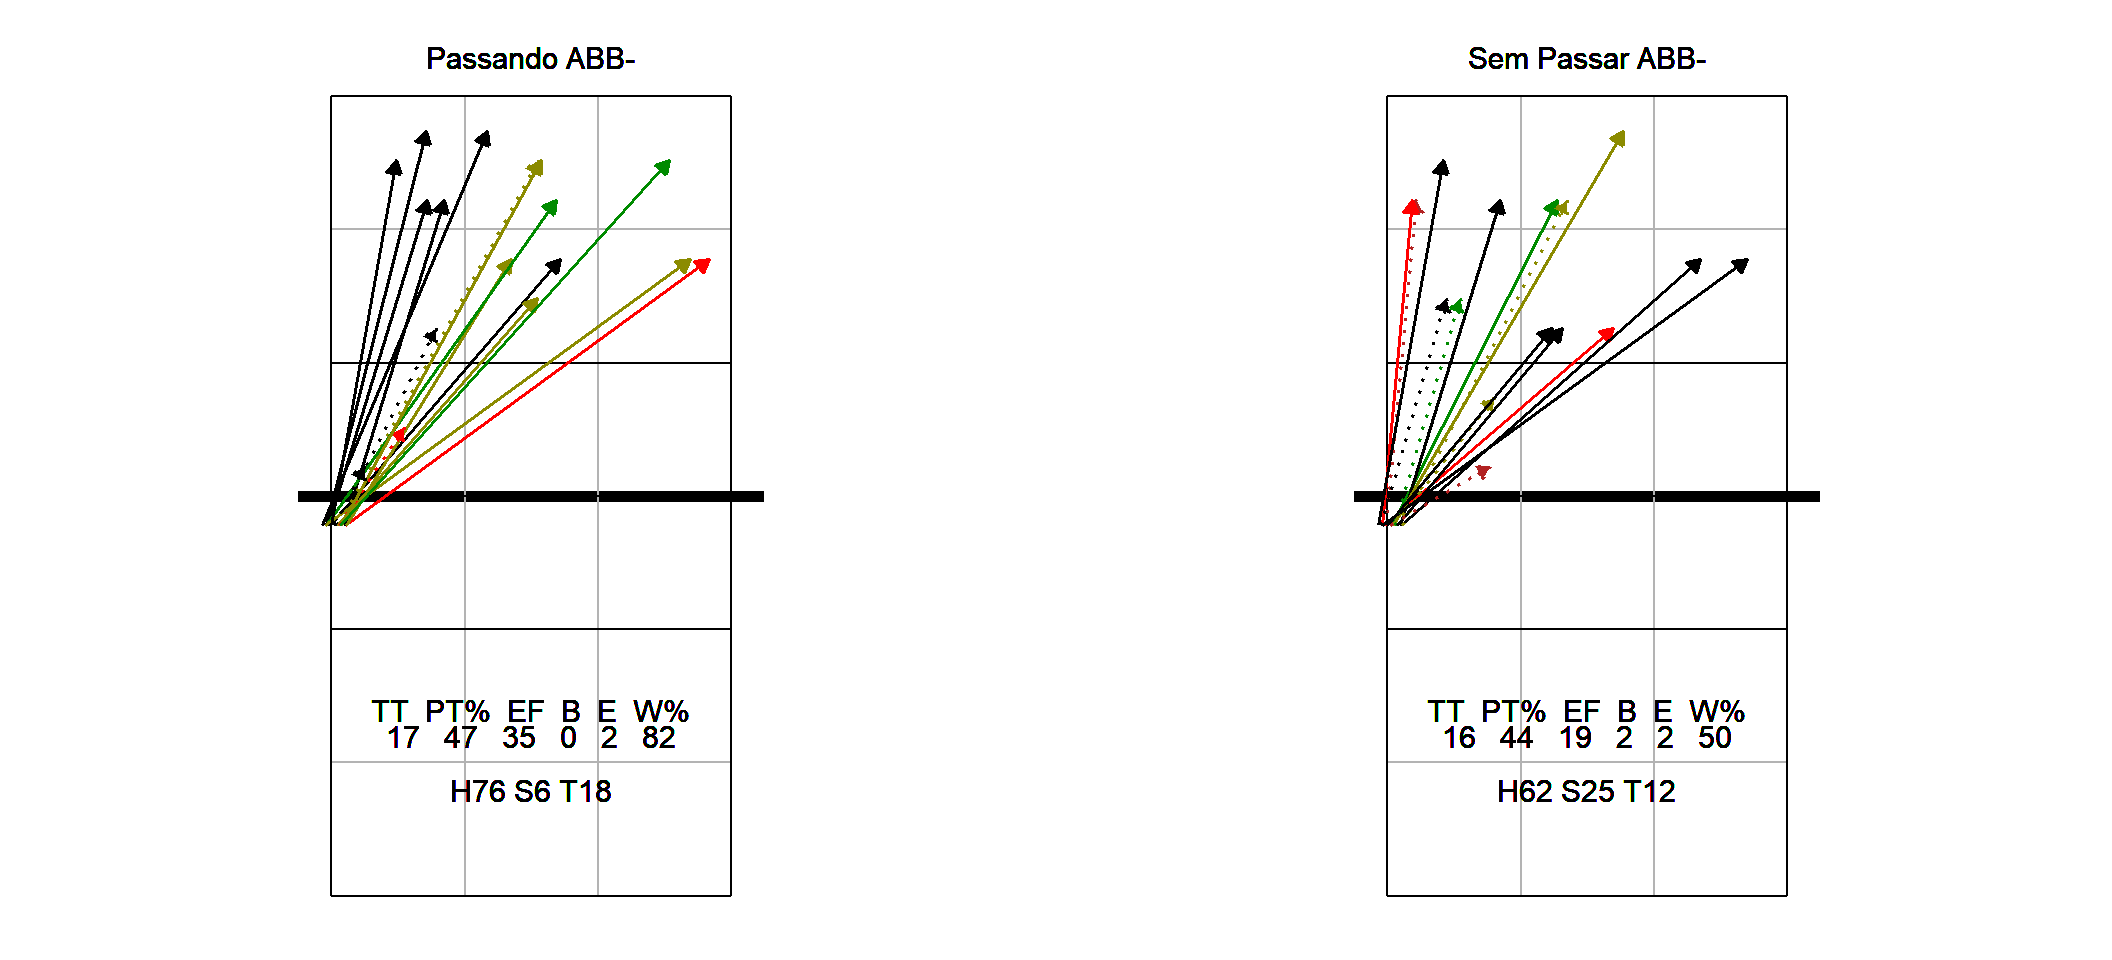 Passando ABB-
TT PT% EF B E W%
17 47 35 0 2 82
H76 S6 T18
Sem Passar ABB-
TT PT% EF B E W%
16 44 19 2 2 50
H62 S25 T12